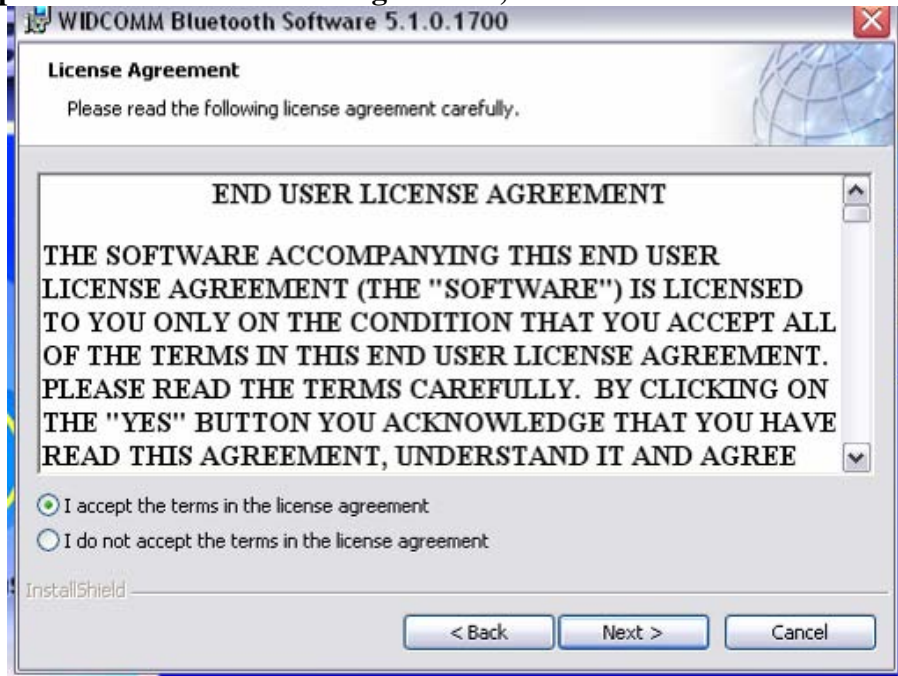 WIDCOMM Bluetooth Software 5.1.0.1700
License Agreement
Please read the following license agreement carefully.
END USER LICENSE AGREEMENT
THE SOFTWARE ACCOMPANYING THIS END USER
LICENSE AGREEMENT (THE "SOFTWARE") IS LICENSED
TO YOU ONLY ON THE CONDITION THAT YOU ACCEPT ALL
OF THE TERMS IN THIS END USER LICENSE AGREEMENT.
PLEASE READ THE TERMS CAREFULLY.  BY CLICKING ON
THE "YES" BUTTON YOU ACKNOWLEDGE THAT YOU HAVE
READ THIS AGREEMENT, UNDERSTAND IT AND AGREE
I accept the terms in the license agreement
I do not accept the terms in the license agreement
InstallShield
< Back Next > Cancel